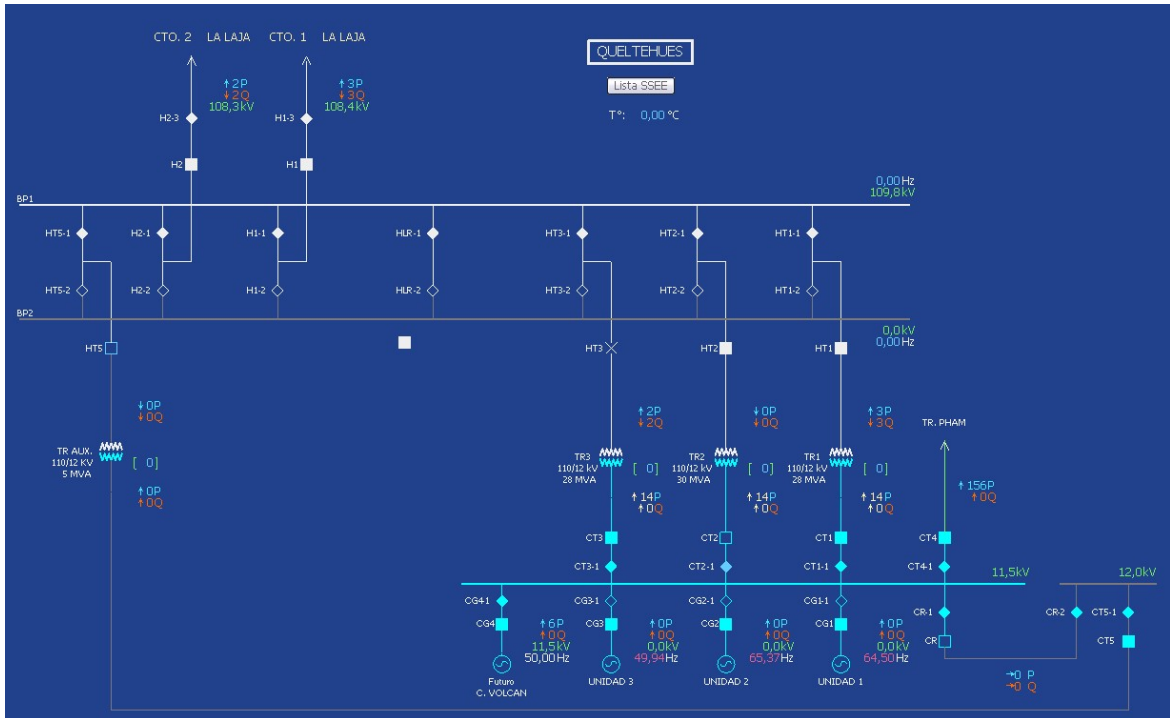 CTO. 2 LA LAJA CTO. 1 LA LAJA
QUELTEHUES
Lista SSEE
T°: 0,00 °C
2P 3P
2Q 3Q
108,3kV 108,4kV
H2-3 H1-3
H2 H1
0,00Hz
BP1 109,8kV
HT5-1 H2-1 H1-1 HLR-1 HT3-1 HT2-1 HT1-1
HT5-2 H2-2 H1-2 HLR-2 HT3-2 HT2-2 HT1-2
BP2
0,0kV
0,00Hz
HT5 HT3 HT2 HT1
0P 2P 0P 3P
0Q 2Q 0Q 3Q
TR. PHAM
TR AUX. TR3 TR2 TR1
110/12 KV [ 0] 110/12 kV [ 0] 110/12 kV [ 0] 110/12 kV [ 0]
5 MVA 28 MVA 30 MVA 28 MVA
0P 14P 14P 14P 156P
0Q 0Q 0Q 0Q 0Q
CT3 CT2 CT1 CT4
CT3-1 CT2-1 CT1-1 CT4-1
11,5kV 12,0kV
CG4-1 CG3-1 CG2-1 CG1-1 CR-1 CR-2 CT5-1
CG4 6P CG3 0P CG2 0P CG1 0P CR CT5
0Q 0Q 0Q 0Q
11,5kV 0,0kV 0,0kV 0,0kV
50,00Hz 49,94Hz 65,37Hz 64,50Hz
Futuro UNIDAD 3 UNIDAD 2 UNIDAD 1
C. VOLCAN
0 P
0 Q